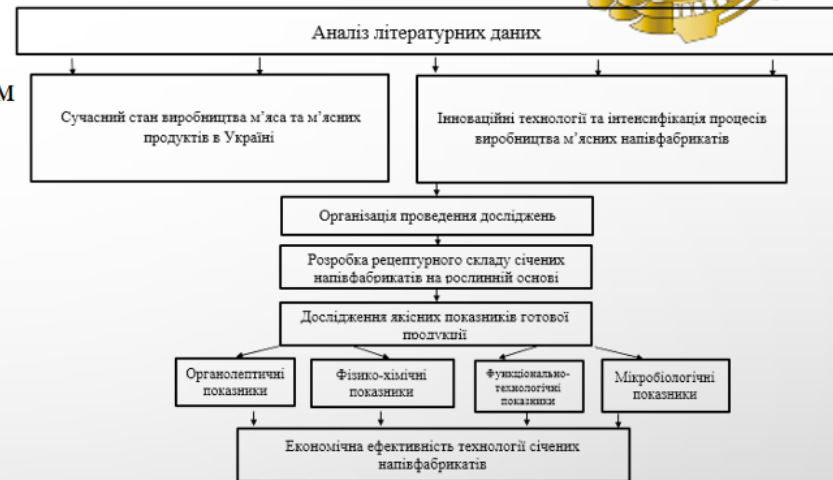 Аналіз літературних даних
м
Сучасний стан виробництва м’яса та м’ясних
продуктів в Україні
Інноваційні технології та інтенсифікація процесів
виробництва м’ясних напівфабрикатів
Організація проведення досліджень
Розробка рецептурного складу січених
напівфабрикатів на рослинній основі
Дослідження якісних показників готової
продукції
Органолептичні
показники
Фізико-хімічні
показники
Функціонально-
технологічні
показники
Мікробіологічні
показники
Економічна ефективність технології січених
напівфабрикатів